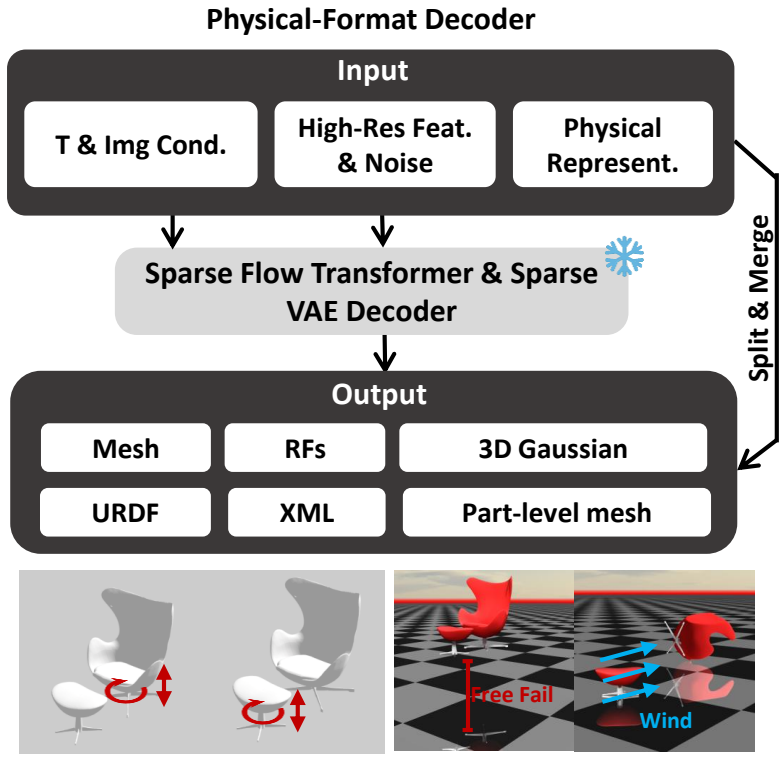 Physical-Format Decoder
Input
T & Img Cond.
High-Res Feat.
& Noise
Physical
Represent.
Sparse Flow Transformer & Sparse
VAE Decoder
Split & Merge
Output
Mesh
RFs
3D Gaussian
URDF
XML
Part-level mesh
Free Fail
Wind